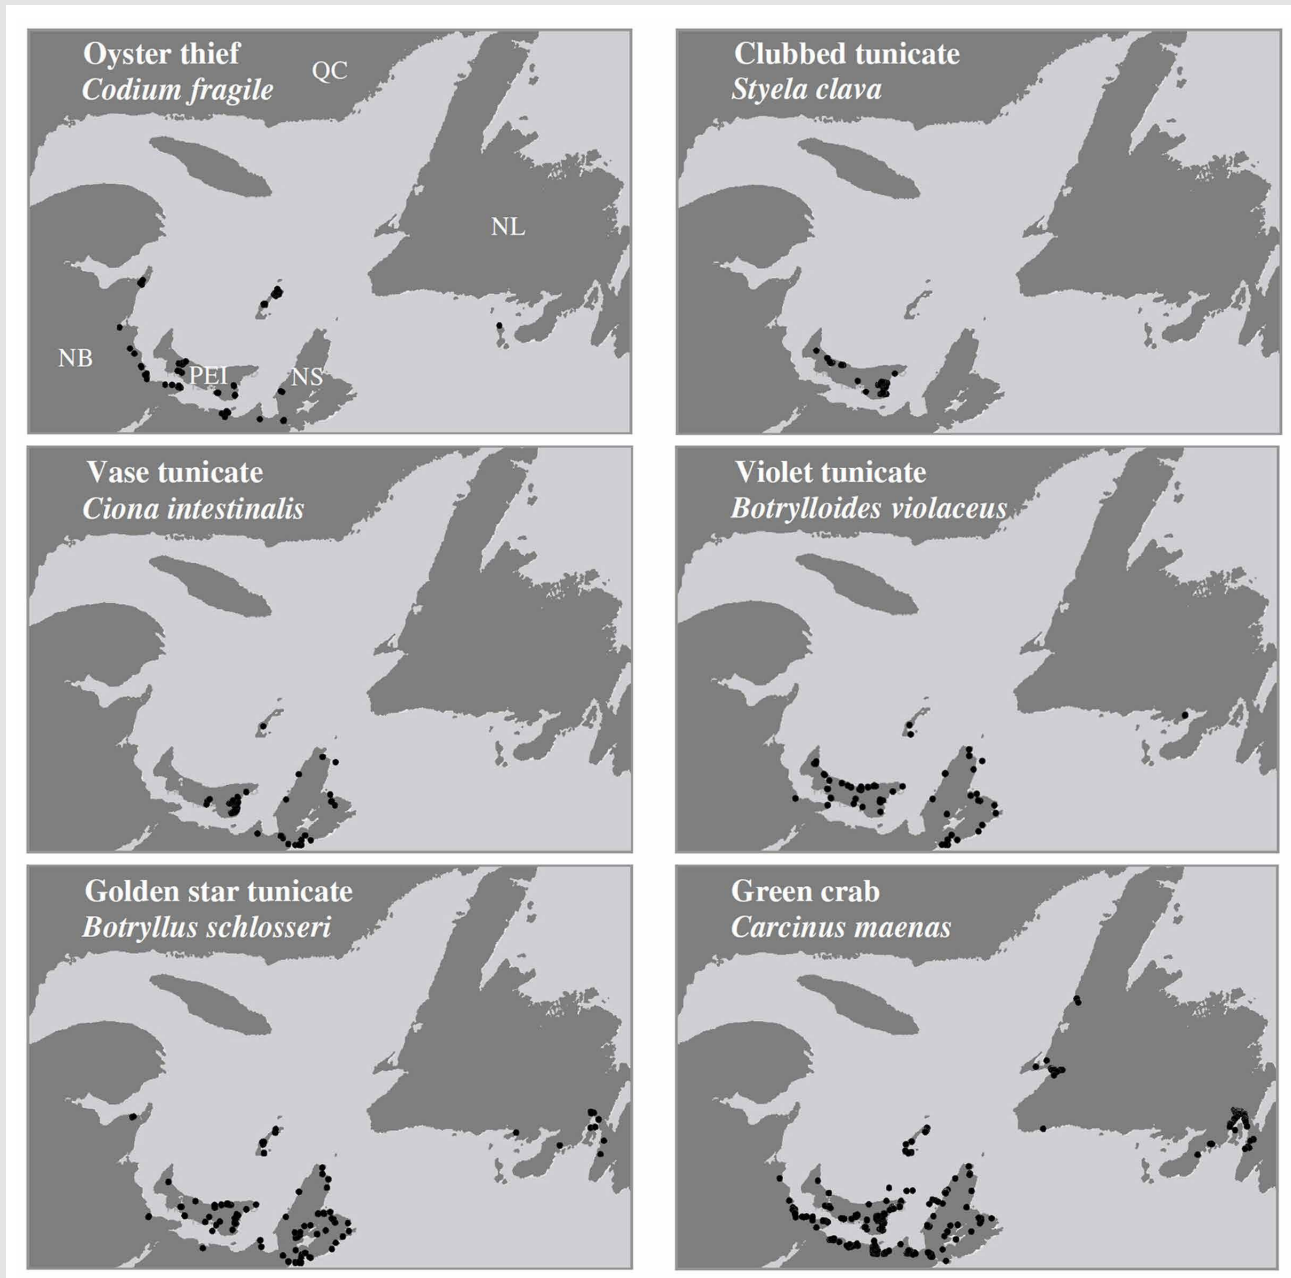 Oyster thief
Codium fragile
QC
NL
NB
PEI
NS
Clubbed tunicate
Styela clava
Vase tunicate
Ciona intestinalis
Violet tunicate
Botrylloides violaceus
Golden star tunicate
Botryllus schlosseri
Green crab
Carcinus maenas